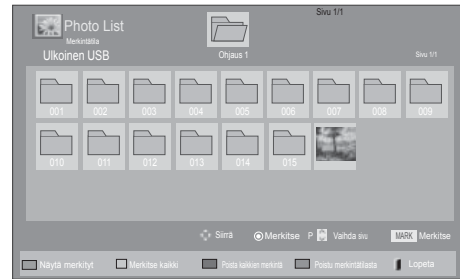 Sivu 1/1
Photo List
Merkintätila
Ulkoinen USB
Ohjaus 1
Sivu 1/1
001 002 003 004 005 006 007 008 009
010 011 012 013 014 015
Siirrä Merkitse P Vaihda sivu MARK Merkitse
Näytä merkityt Merkitse kaikki Poista kaikkien merkintä Poistu merkintätilasta Lopeta